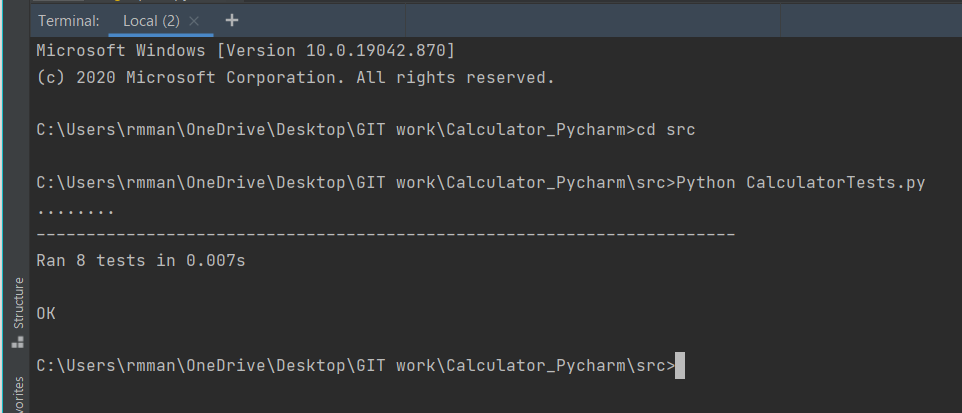 Terminal: Local (2) × +
Microsoft Windows [Version 10.0.19042.870]
(c) 2020 Microsoft Corporation. All rights reserved.
C:\Users\rmman\OneDrive\Desktop\GIT work\Calculator_Pycharm>cd src
C:\Users\rmman\OneDrive\Desktop\GIT work\Calculator_Pycharm\src>Python CalculatorTests.py
........
----------------------------------------------------------------------
Ran 8 tests in 0.007s
OK
C:\Users\rmman\OneDrive\Desktop\GIT work\Calculator_Pycharm\src>
Structure